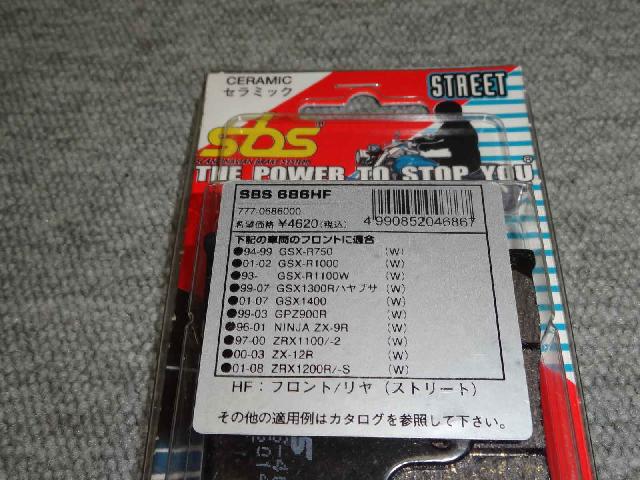 CERAMIC
セラミック
STREET
sbs
SCANDINAVIAN BRAKE SYSTEMS
THE POWER TO STOP YOU
SBS 686HF
777-0686000
希望価格 ¥4620(税込)
4 990852 046867
下記の車両のフロントに適合
●94-99 GSX-R750 (W)
●01-02 GSX-R1000 (W)
●93- GSX-R1100W (W)
●99-07 GSX1300Rハヤブサ (W)
●01-07 GSX1400 (W)
●99-03 GPZ900R (W)
●96-01 NINJA ZX-9R (W)
●97-00 ZRX1100/-2 (W)
●00-03 ZX-12R (W)
●01-08 ZRX1200R/-S (W)
HF:フロント/リヤ (ストリート)
その他の適用例はカタログを参照して下さい。